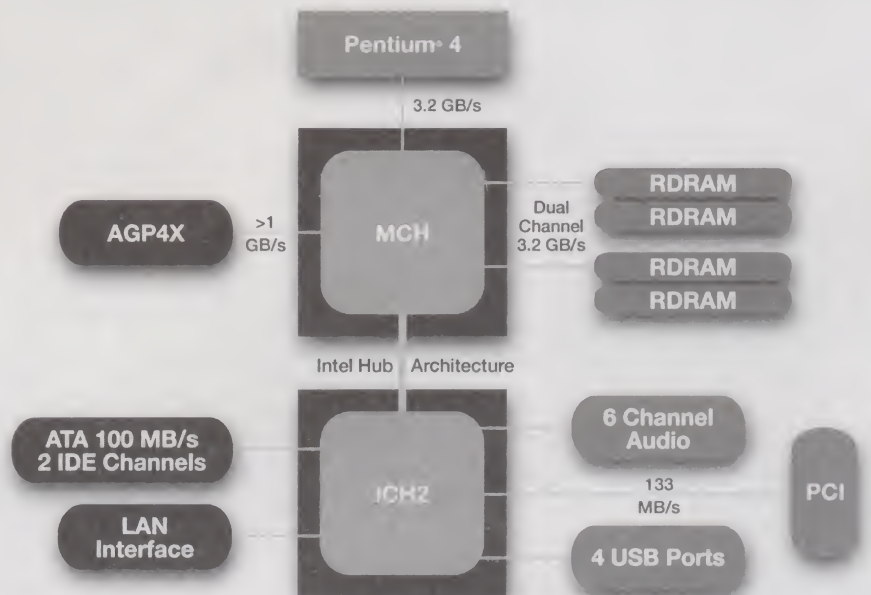 Pentium® 4
3.2 GB/s
MCH
AGP4X
>1
GB/s
Dual
Channel
3.2 GB/s
RDRAM
RDRAM
RDRAM
RDRAM
Intel Hub Architecture
ICH2
ATA 100 MB/s
2 IDE Channels
LAN
Interface
6 Channel
Audio
133
MB/s
PCI
4 USB Ports